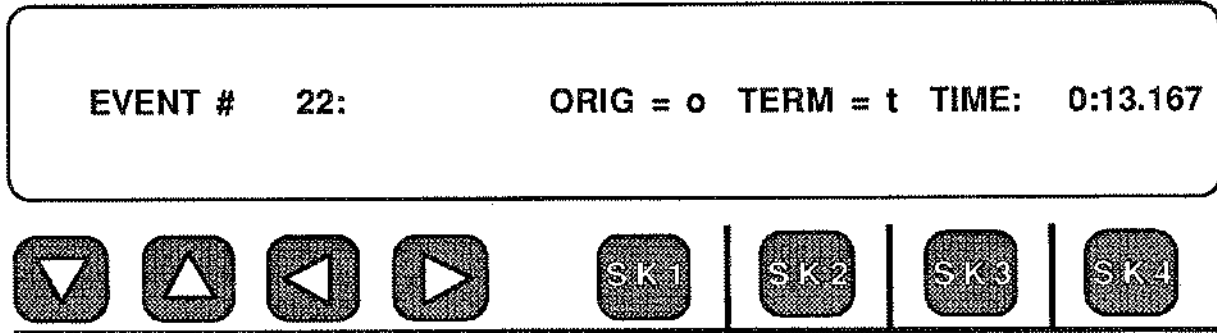 EVENT # 22: ORIG = o TERM = t TIME: 0:13.167
SK1 SK2 SK3 SK4